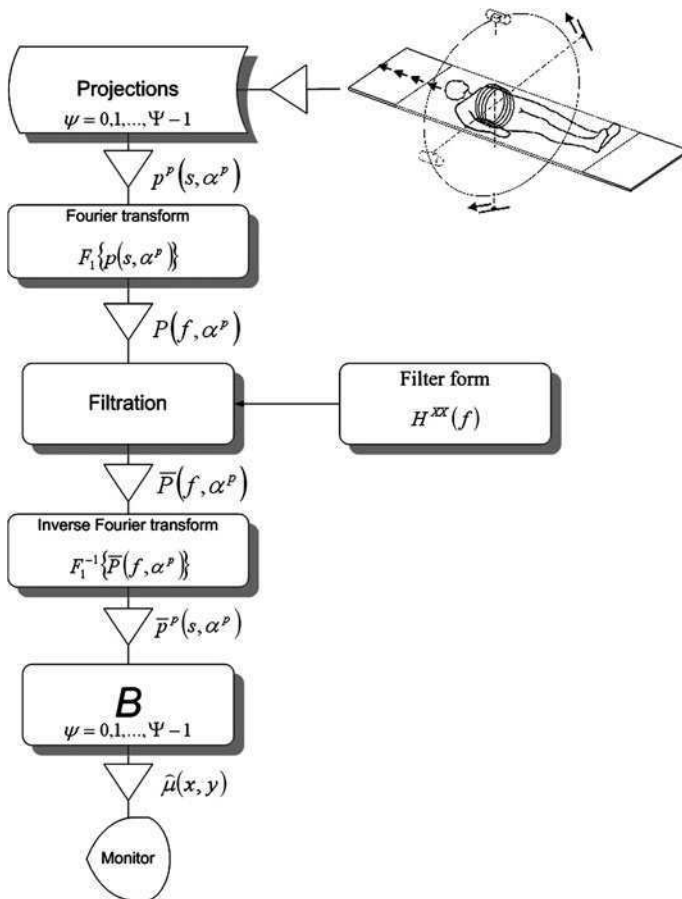 Projections
ψ = 0,1,...,Ψ − 1
p^p(s,α^p)
Fourier transform
F₁{p(s,α^p)}
P(f,α^p)
Filtration
Filter form
H^XX(f)
P̅(f,α^p)
Inverse Fourier transform
F₁⁻¹{P̅(f,α^p)}
p̅^p(s,α^p)
B
ψ = 0,1,...,Ψ − 1
μ̂(x,y)
Monitor